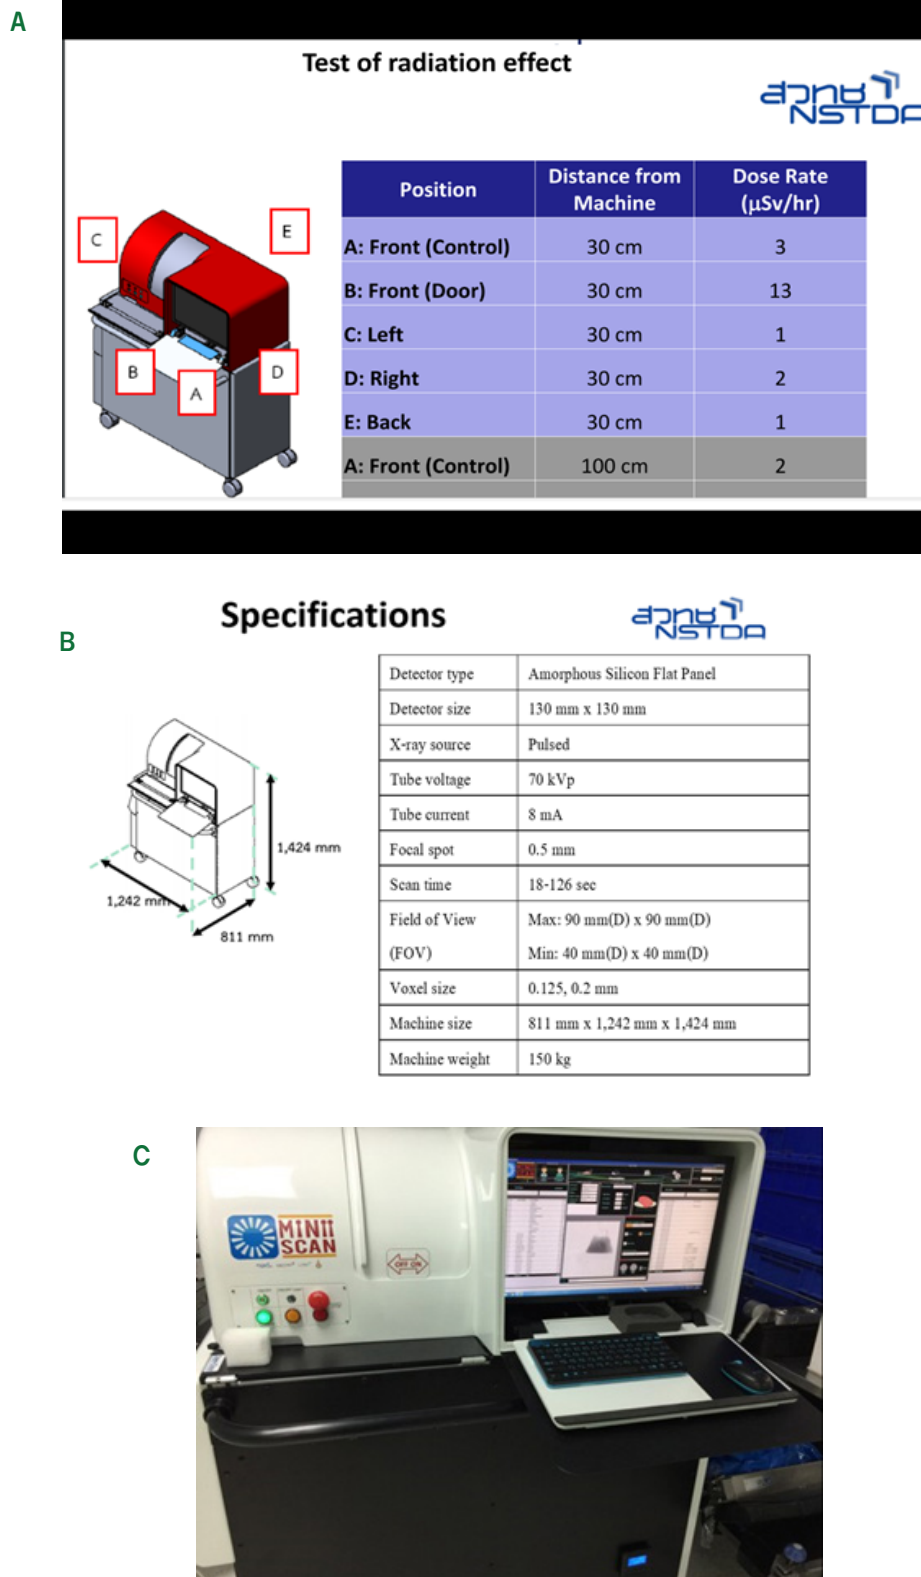 A
Test of radiation effect
สวทช
NSTDA
Position Distance from Machine Dose Rate (μSv/hr)
A: Front (Control) 30 cm 3
B: Front (Door) 30 cm 13
C: Left 30 cm 1
D: Right 30 cm 2
E: Back 30 cm 1
A: Front (Control) 100 cm 2
C
E
B
D
A
B
Specifications
สวทช
NSTDA
Detector type Amorphous Silicon Flat Panel
Detector size 130 mm x 130 mm
X-ray source Pulsed
Tube voltage 70 kVp
Tube current 8 mA
Focal spot 0.5 mm
Scan time 18-126 sec
Field of View Max: 90 mm(D) x 90 mm(D)
(FOV) Min: 40 mm(D) x 40 mm(D)
Voxel size 0.125, 0.2 mm
Machine size 811 mm x 1,242 mm x 1,424 mm
Machine weight 150 kg
1,424 mm
1,242 mm
811 mm
C
MINII
SCAN
OFF ON